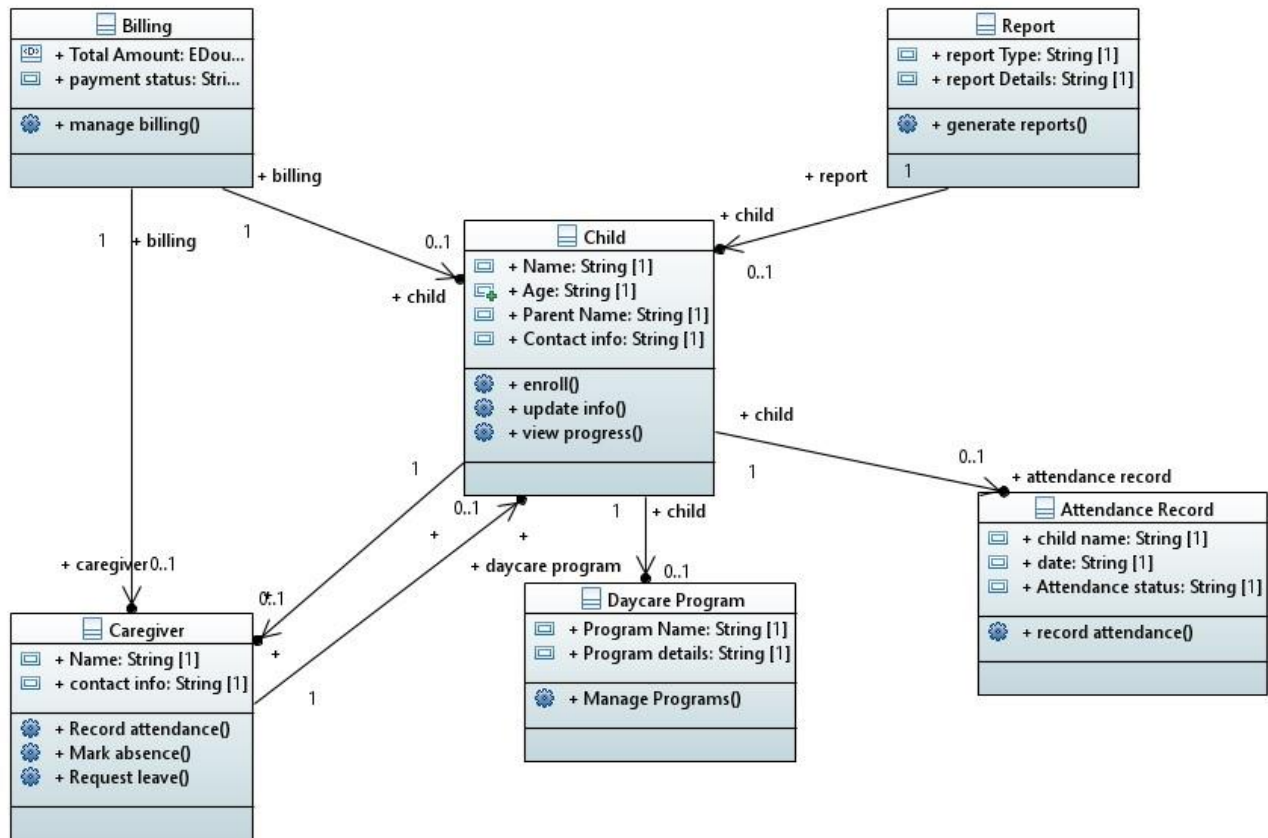 Billing
+ Total Amount: EDou...
+ payment status: Stri...
+ manage billing()
Report
+ report Type: String [1]
+ report Details: String [1]
+ generate reports()
+ billing
1
+ report
1
+ child
0..1
1
+ billing
1
0..1
+ child
Child
+ Name: String [1]
+ Age: String [1]
+ Parent Name: String [1]
+ Contact info: String [1]
+ enroll()
+ update info()
+ view progress()
+ child
1
0..1
+ attendance record
Attendance Record
+ child name: String [1]
+ date: String [1]
+ Attendance status: String [1]
+ record attendance()
1
0..1
+
+
1
+ child
+ daycare program
0..1
Daycare Program
+ Program Name: String [1]
+ Program details: String [1]
+ Manage Programs()
+ caregiver
0..1
0..1
+
1
Caregiver
+ Name: String [1]
+ contact info: String [1]
+ Record attendance()
+ Mark absence()
+ Request leave()